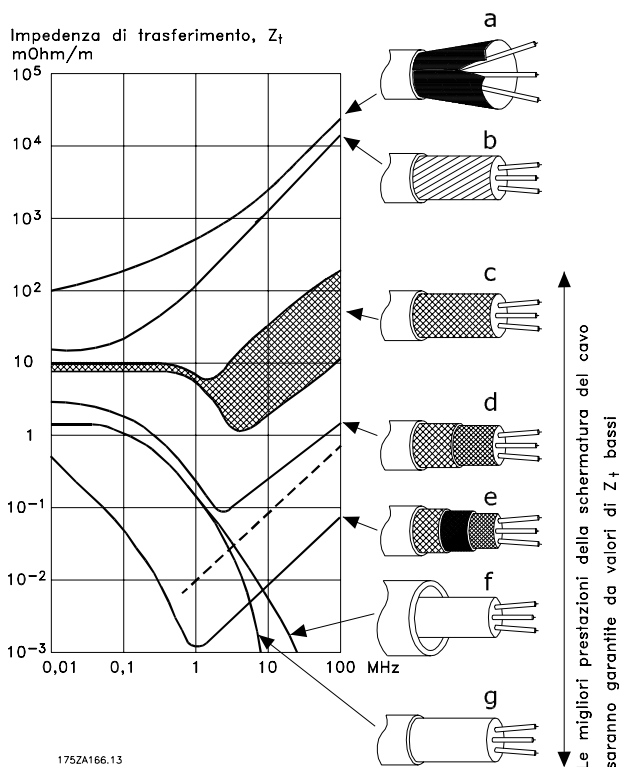 Impedenza di trasferimento, Zt
mOhm/m
10⁵
10⁴
10³
10²
10
1
10⁻¹
10⁻²
10⁻³
0,01 0,1 1 10 100 MHz
a
b
c
d
e
f
g
Le migliori prestazioni della schermatura del cavo
saranno garantite da valori di Zt bassi
175ZA166.13